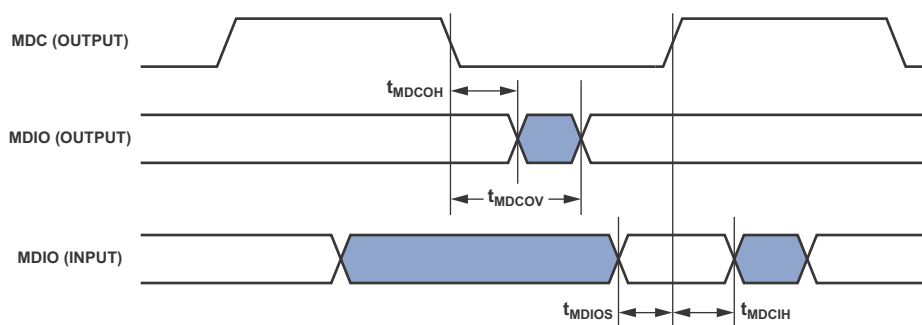 MDC (OUTPUT)
tMDCOH
MDIO (OUTPUT)
tMDCOV
MDIO (INPUT)
tMDIOS
tMDCIH